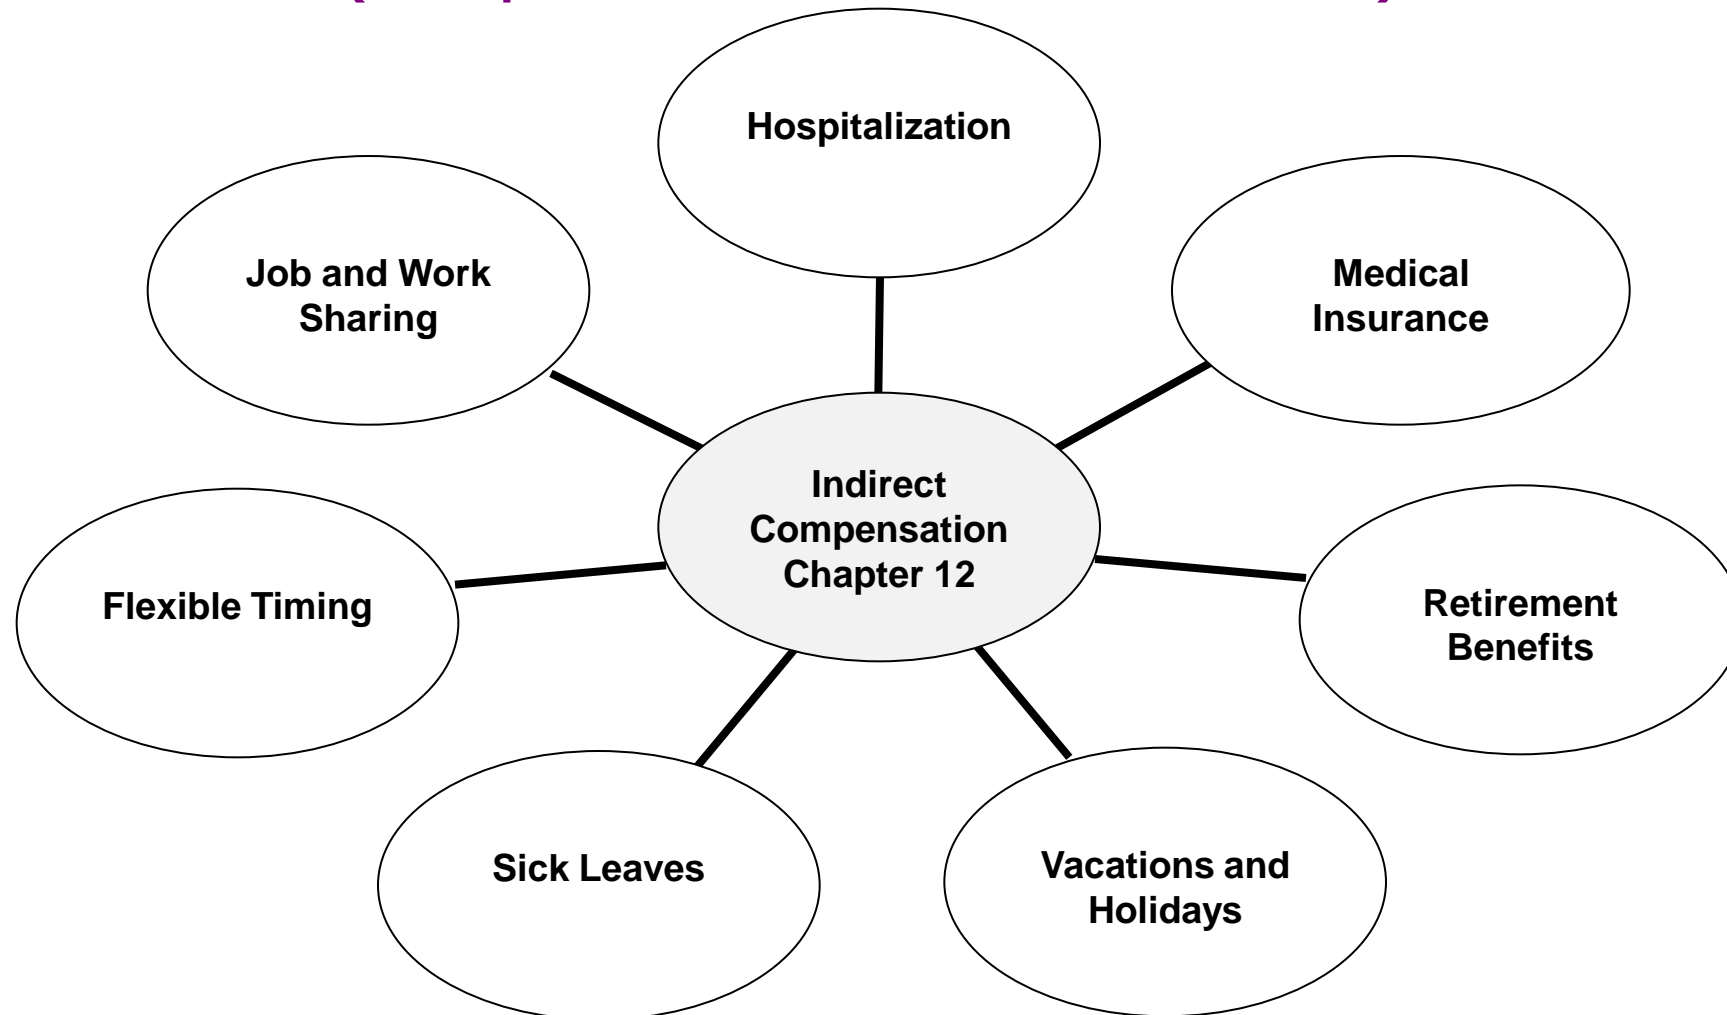 Hospitalization
Job and Work
Sharing
Medical
Insurance
Indirect
Compensation
Chapter 12
Flexible Timing
Retirement
Benefits
Sick Leaves
Vacations and
Holidays